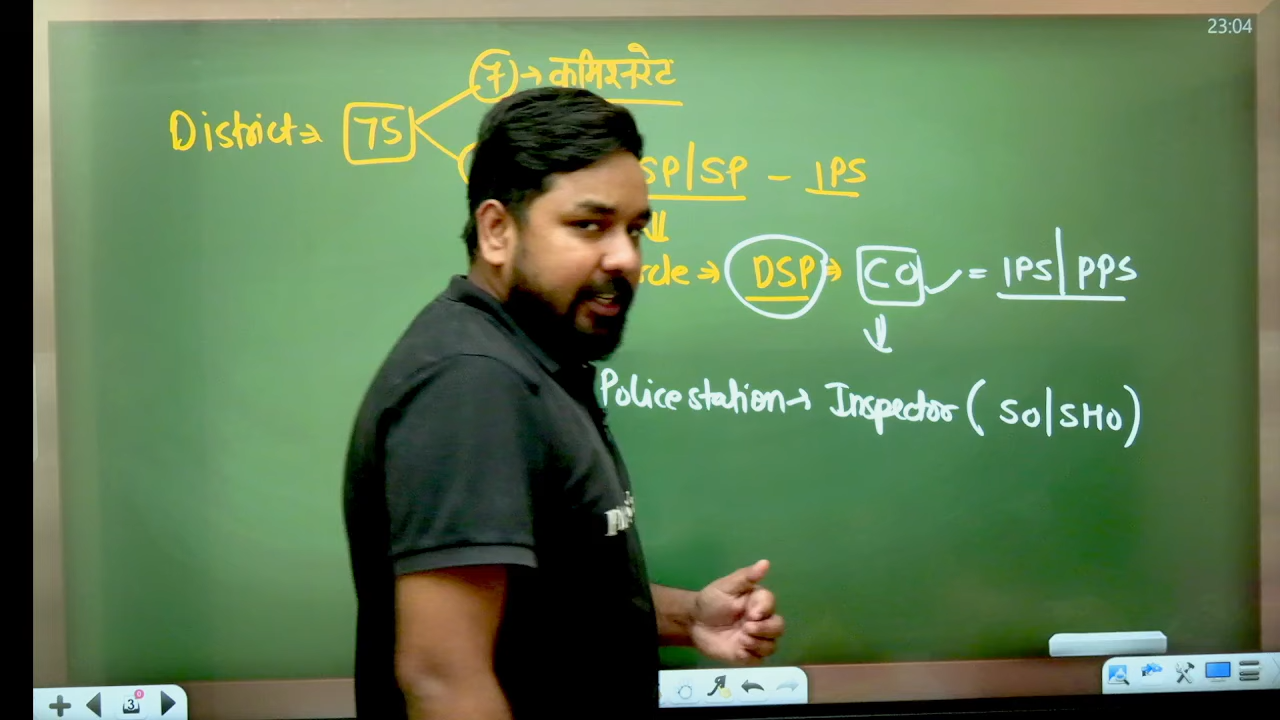 23:04
7 → कमिश्नरेट
District⇒ 75
SP/SP - IPS
rcle ⇒ DSP ⇒ CO = IPS | PPS
Police station → Inspector ( SO/SHO )
3